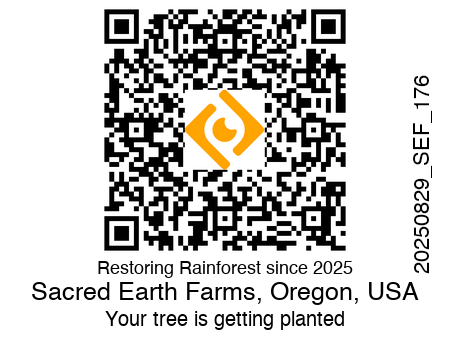 20250829_SEF_176
Restoring Rainforest since 2025
Sacred Earth Farms, Oregon, USA
Your tree is getting planted